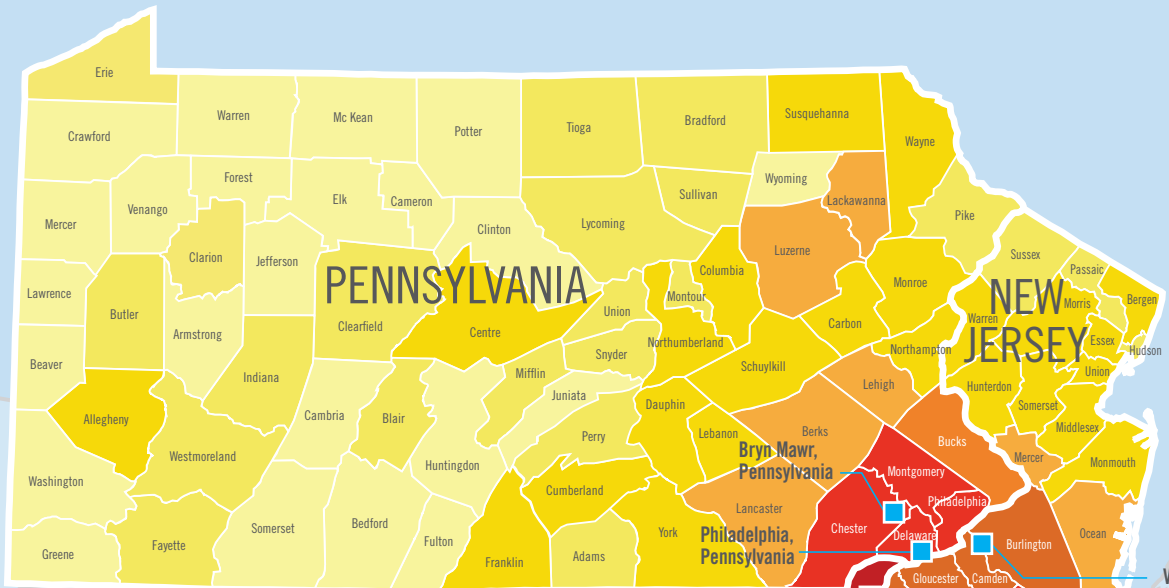 Erie
Warren
Mc Kean
Potter
Tioga
Bradford
Susquehanna
Wayne
Crawford
Forest
Elk
Cameron
Sullivan
Wyoming
Lackawanna
Pike
Mercer
Venango
Clarion
Jefferson
Clinton
Lycoming
Luzerne
Columbia
Monroe
Sussex
Passaic
Lawrence
Butler
Armstrong
PENNSYLVANIA
Clearfield
Centre
Union
Montour
Northumberland
Carbon
Northampton
NEW
JERSEY
Warren
Morris
Bergen
Essex
Hudson
Union
Beaver
Indiana
Mifflin
Snyder
Juniata
Schuylkill
Lehigh
Hunterdon
Somerset
Middlesex
Allegheny
Cambria
Blair
Perry
Dauphin
Lebanon
Berks
Bucks
Mercer
Monmouth
Westmoreland
Huntingdon
Washington
Cumberland
Bryn Mawr,
Pennsylvania
Montgomery
Philadelphia
Greene
Fayette
Somerset
Bedford
Fulton
Franklin
Adams
York
Lancaster
Philadelphia,
Pennsylvania
Chester
Delaware
Burlington
Ocean
Gloucester
Camden